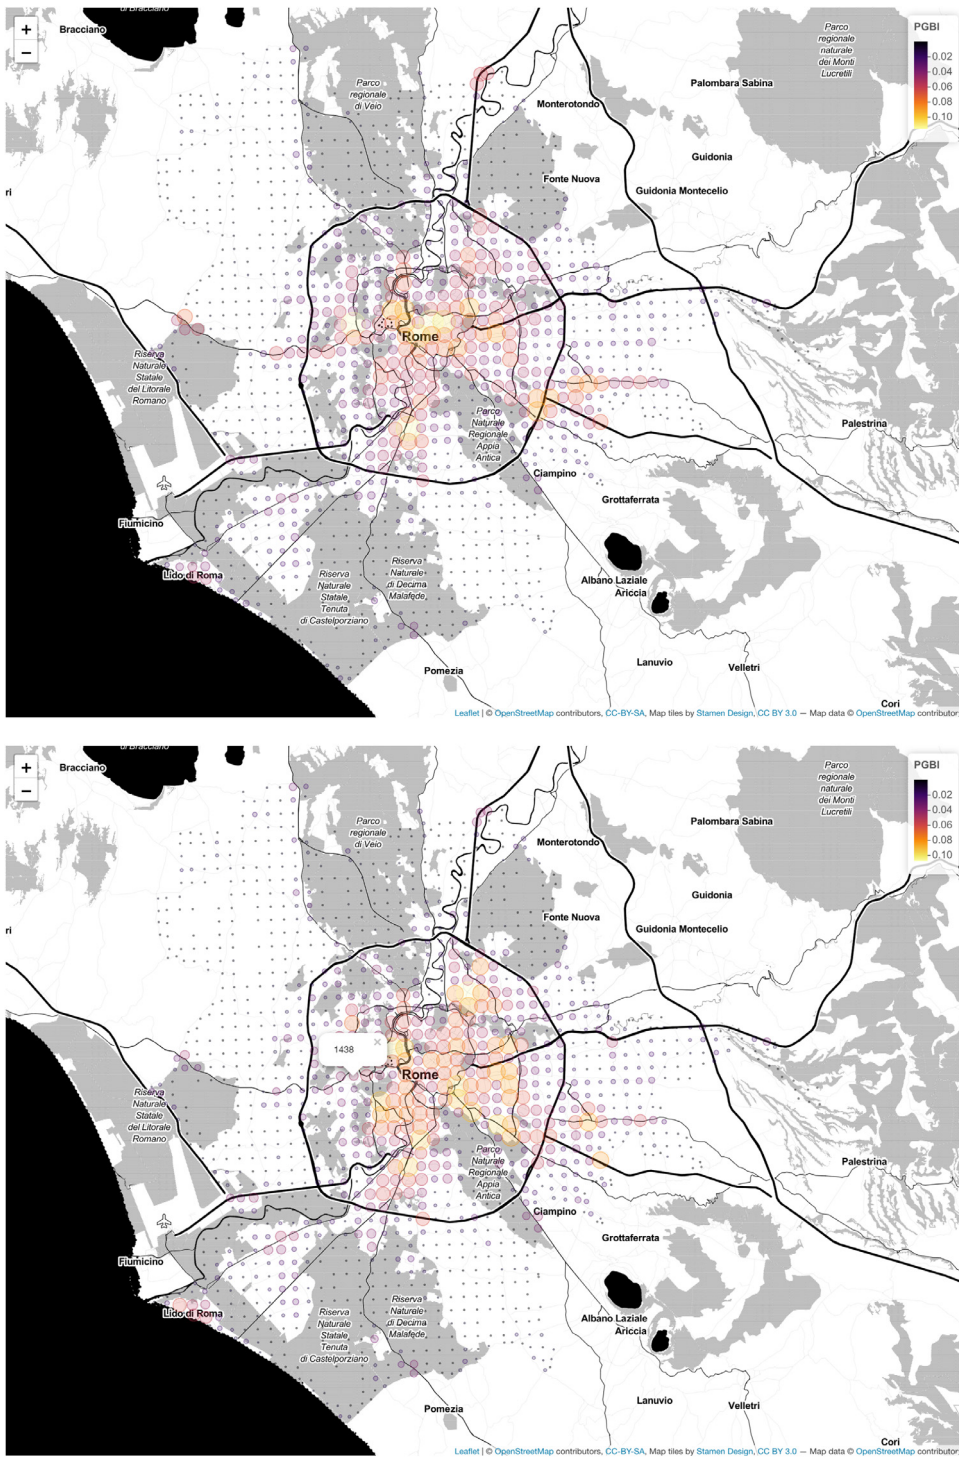 di Bracciano
+
Bracciano
−
Parco
regionale
naturale
dei Monti
Lucretili
PGBI
0.02
0.04
0.06
0.08
0.10
Parco
regionale
di Veio
Palombara Sabina
Monterotondo
Guidonia
Fonte Nuova
Guidonia Montecelio
ri
Rome
Riserva
Naturale
Statale
del Litorale
Romano
Parco
Naturale
Regionale
Appia
Antica
Palestrina
Ciampino
Grottaferrata
Fiumicino
Lido di Roma
Riserva
Naturale
Statale
Tenuta
di Castelporziano
Riserva
Naturale
di Decima
Malafede
Albano Laziale
Ariccia
Lanuvio
Velletri
Pomezia
Cori
Leaflet | © OpenStreetMap contributors, CC-BY-SA, Map tiles by Stamen Design, CC BY 3.0 — Map data © OpenStreetMap contributor
di Bracciano
+
Bracciano
−
Parco
regionale
naturale
dei Monti
Lucretili
PGBI
0.02
0.04
0.06
0.08
0.10
Parco
regionale
di Veio
Palombara Sabina
Monterotondo
Guidonia
Fonte Nuova
Guidonia Montecelio
ri
×
1438
Rome
Riserva
Naturale
Statale
del Litorale
Romano
Parco
Naturale
Regionale
Appia
Antica
Palestrina
Ciampino
Grottaferrata
Fiumicino
Lido di Roma
Riserva
Naturale
Statale
Tenuta
di Castelporziano
Riserva
Naturale
di Decima
Malafede
Albano Laziale
Ariccia
Lanuvio
Velletri
Pomezia
Cori
Leaflet | © OpenStreetMap contributors, CC-BY-SA, Map tiles by Stamen Design, CC BY 3.0 — Map data © OpenStreetMap contributor